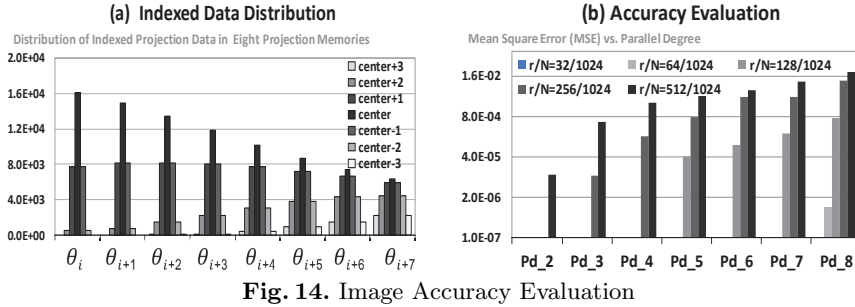 (a) Indexed Data Distribution
Distribution of Indexed Projection Data in Eight Projection Memories
2.0E+04
1.6E+04
1.2E+04
8.0E+03
4.0E+03
0.0E+00
center+3
center+2
center+1
center
center-1
center-2
center-3
θi θi+1 θi+2 θi+3 θi+4 θi+5 θi+6 θi+7
(b) Accuracy Evaluation
Mean Square Error (MSE) vs. Parallel Degree
r/N=32/1024 r/N=64/1024 r/N=128/1024
r/N=256/1024 r/N=512/1024
1.6E-02
8.0E-04
4.0E-05
2.0E-06
1.0E-07
Pd_2 Pd_3 Pd_4 Pd_5 Pd_6 Pd_7 Pd_8
Fig. 14. Image Accuracy Evaluation